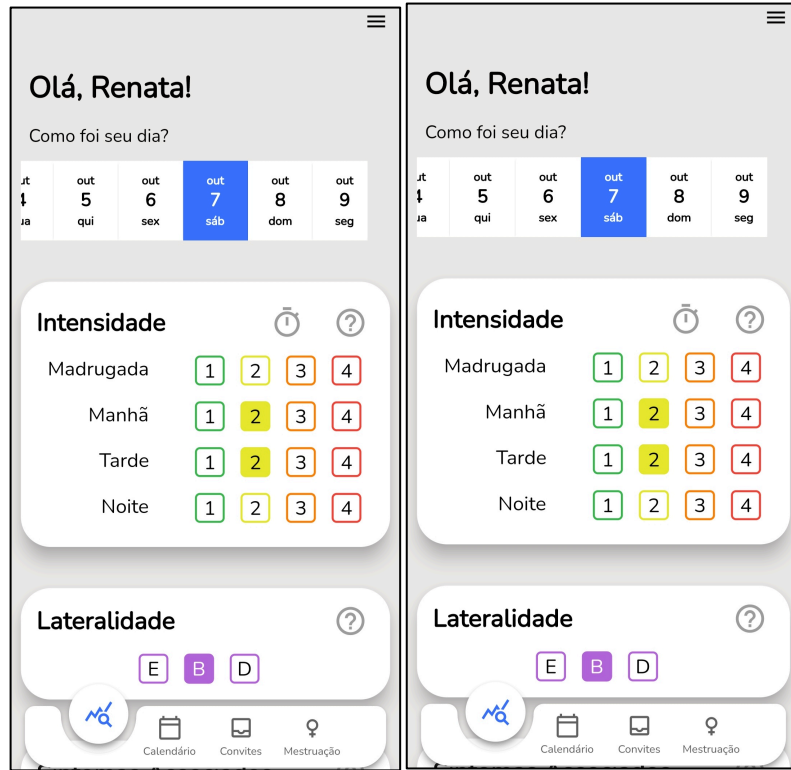 Olá, Renata!
Como foi seu dia?
out out out out out
5 6 7 8 9
qui sex sáb dom seg
Intensidade
Madrugada 1 2 3 4
Manhã 1 2 3 4
Tarde 1 2 3 4
Noite 1 2 3 4
Lateralidade
E B D
Calendário Convites Mestruação
Olá, Renata!
Como foi seu dia?
out out out out out
5 6 7 8 9
qui sex sáb dom seg
Intensidade
Madrugada 1 2 3 4
Manhã 1 2 3 4
Tarde 1 2 3 4
Noite 1 2 3 4
Lateralidade
E B D
Calendário Convites Mestruação